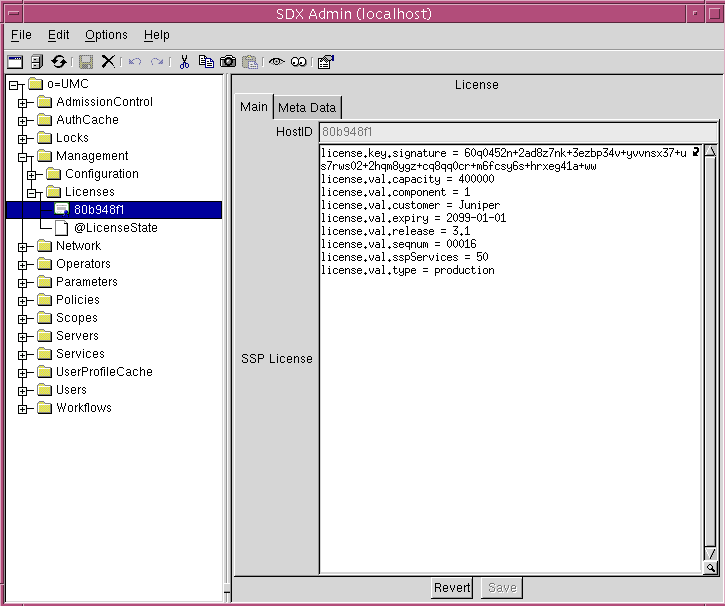 SDX Admin (localhost)
File Edit Options Help
o=UMC
AdmissionControl
AuthCache
Locks
Management
Configuration
Licenses
80b948f1
@LicenseState
Network
Operators
Parameters
Policies
Scopes
Servers
Services
UserProfileCache
Users
Workflows
License
Main Meta Data
HostID 80b948f1
SSP License
license.key.signature = 60q0452n+2ad8z7nk+3ezbp34v+yvvnsx37+u
s7rws02+2hqm8ygz+cq8qq0cr+m6fcsy6s+hrxeg41a+ww
license.val.capacity = 400000
license.val.component = 1
license.val.customer = Juniper
license.val.expiry = 2099-01-01
license.val.release = 3.1
license.val.seqnum = 00016
license.val.sspServices = 50
license.val.type = production
Revert Save